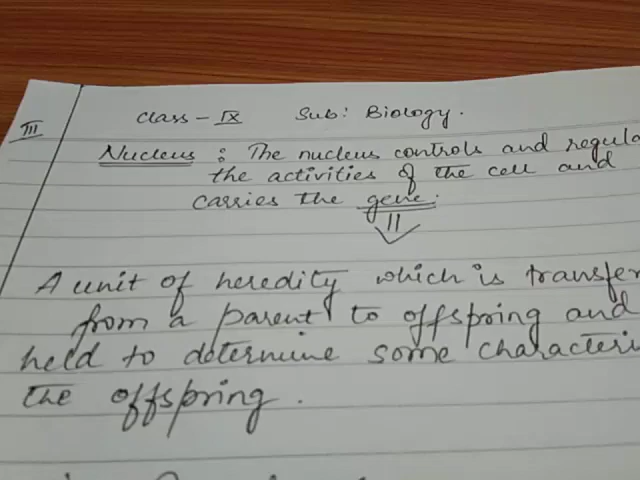 III
Class - IX Sub: Biology.
Nucleus : The nucleus controls and regula
the activities of the cell and
carries the gene.
A unit of heredity which is transfer
from a parent to offspring and
held to determine some characteri
the offspring.